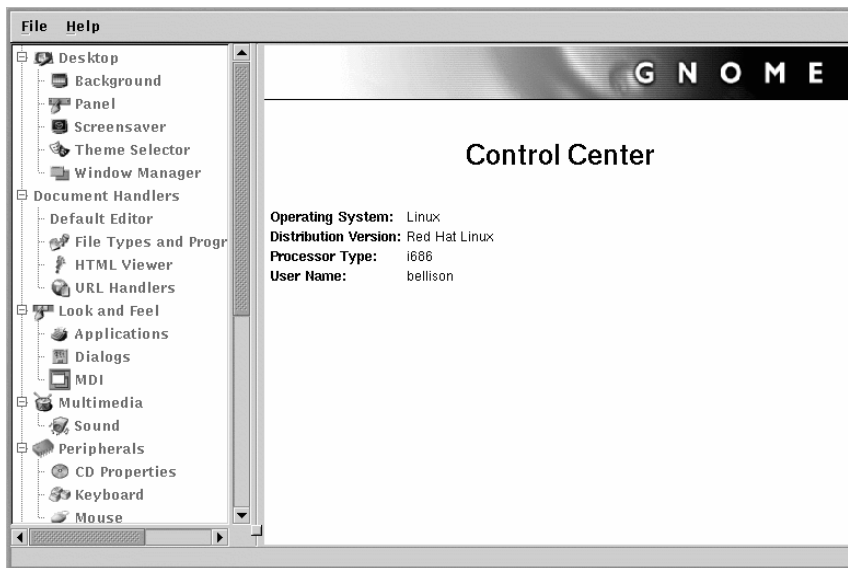 File Help
Desktop
Background
Panel
Screensaver
Theme Selector
Window Manager
Document Handlers
Default Editor
File Types and Progr
HTML Viewer
URL Handlers
Look and Feel
Applications
Dialogs
MDI
Multimedia
Sound
Peripherals
CD Properties
Keyboard
Mouse
GNOME
Control Center
Operating System: Linux
Distribution Version: Red Hat Linux
Processor Type: i686
User Name: bellison